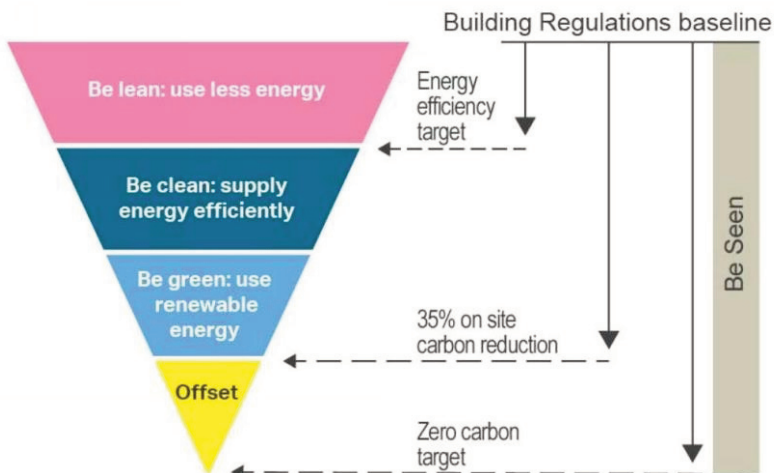 Building Regulations baseline
Be lean: use less energy
Energy
efficiency
target
Be clean: supply
energy efficiently
Be green: use
renewable
energy
35% on site
carbon reduction
Offset
Zero carbon
target
Be Seen